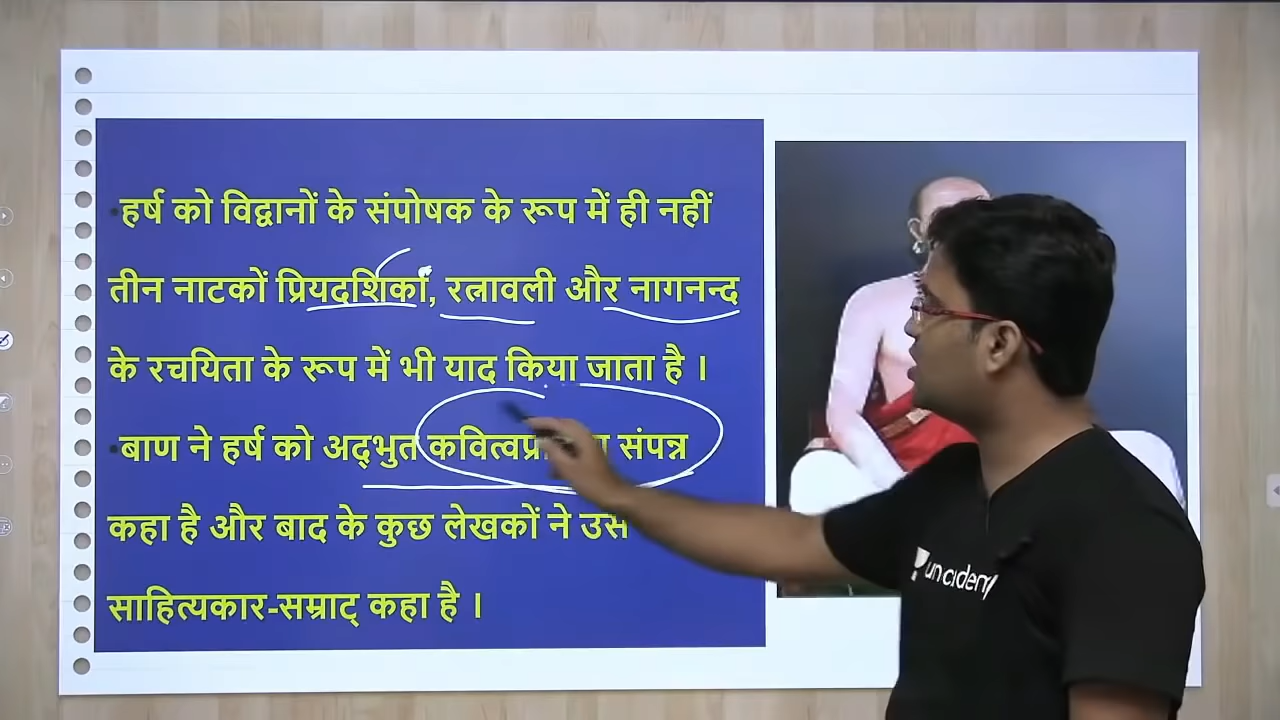 हर्ष को विद्वानों के संपोषक के रूप में ही नहीं
तीन नाटकों प्रियदर्शिका, रत्नावली और नागनन्द
के रचयिता के रूप में भी याद किया जाता है ।
बाण ने हर्ष को अद्भुत संपन्न
कहा है और बाद के कुछ लेखकों ने उसे
साहित्यकार-सम्राट् कहा है ।
unacademy